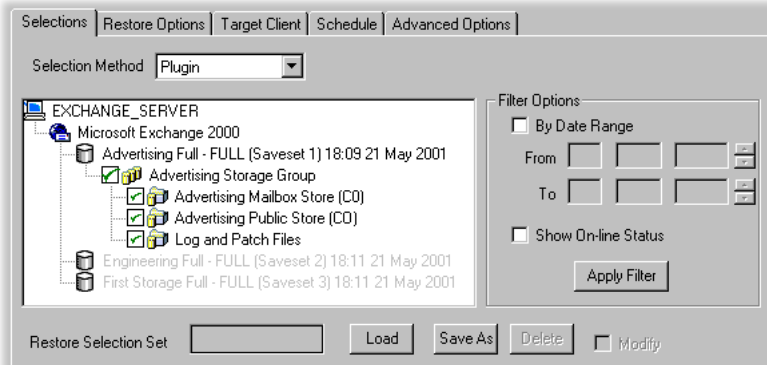 Selections Restore Options Target Client Schedule Advanced Options
Selection Method Plugin
EXCHANGE_SERVER
Microsoft Exchange 2000
Advertising Full - FULL (Saveset 1) 18:09 21 May 2001
Advertising Storage Group
Advertising Mailbox Store (C0)
Advertising Public Store (C0)
Log and Patch Files
Engineering Full - FULL (Saveset 2) 18:11 21 May 2001
First Storage Full - FULL (Saveset 3) 18:11 21 May 2001
Filter Options
By Date Range
From
To
Show On-line Status
Apply Filter
Restore Selection Set Load Save As Delete Modify